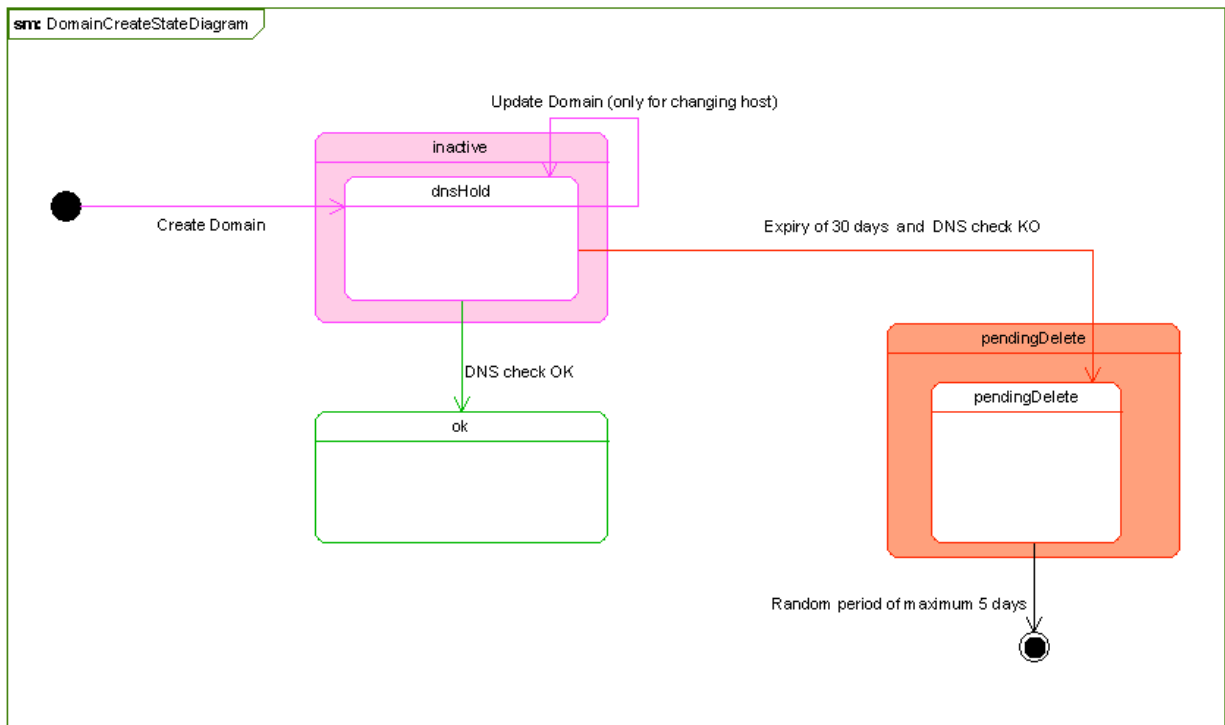 sm: DomainCreateStateDiagram
Update Domain (only for changing host)
inactive
dnsHold
Create Domain
Expiry of 30 days and DNS check KO
pendingDelete
DNS check OK
pendingDelete
ok
Random period of maximum 5 days